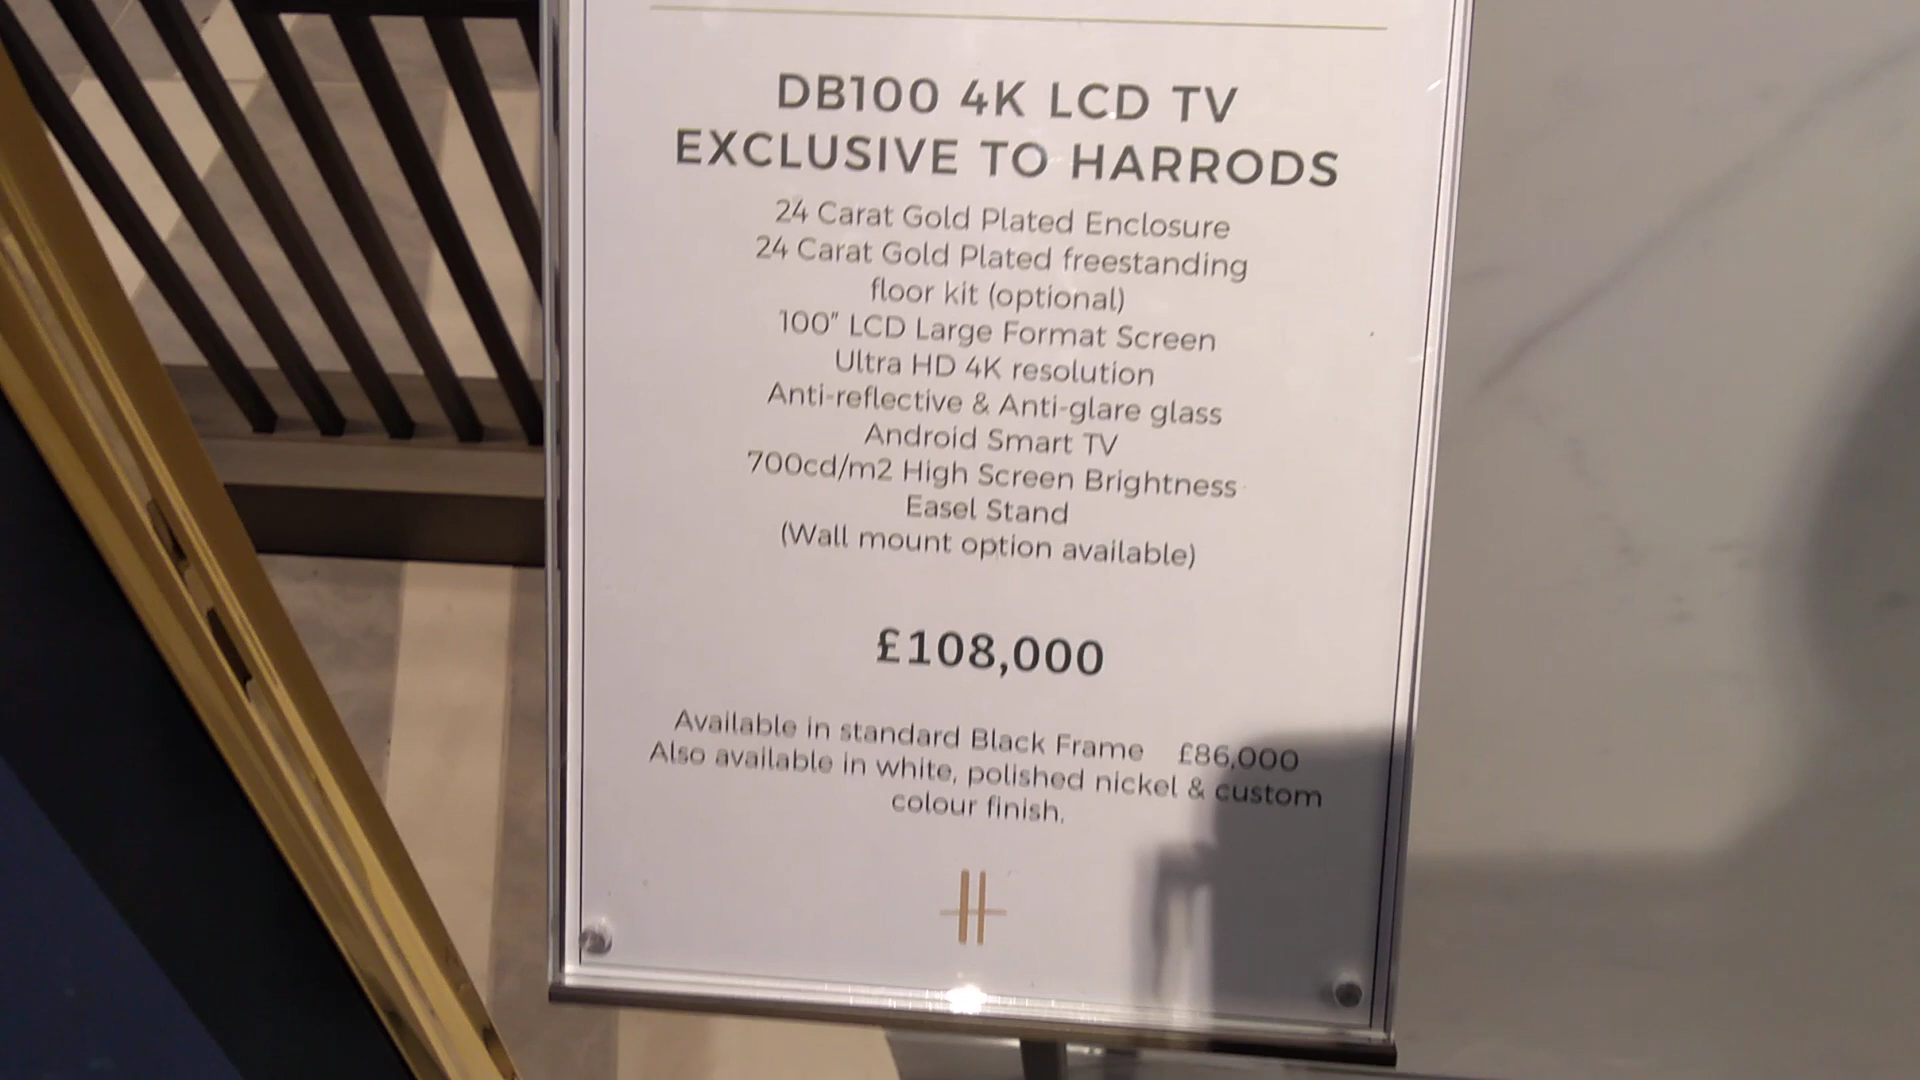 DB100 4K LCD TV
EXCLUSIVE TO HARRODS
24 Carat Gold Plated Enclosure
24 Carat Gold Plated freestanding
floor kit (optional)
100" LCD Large Format Screen
Ultra HD 4K resolution
Anti-reflective & Anti-glare glass
Android Smart TV
700cd/m2 High Screen Brightness
Easel Stand
(Wall mount option available)
£108,000
Available in standard Black Frame £86,000
Also available in white, polished nickel & custom
colour finish.